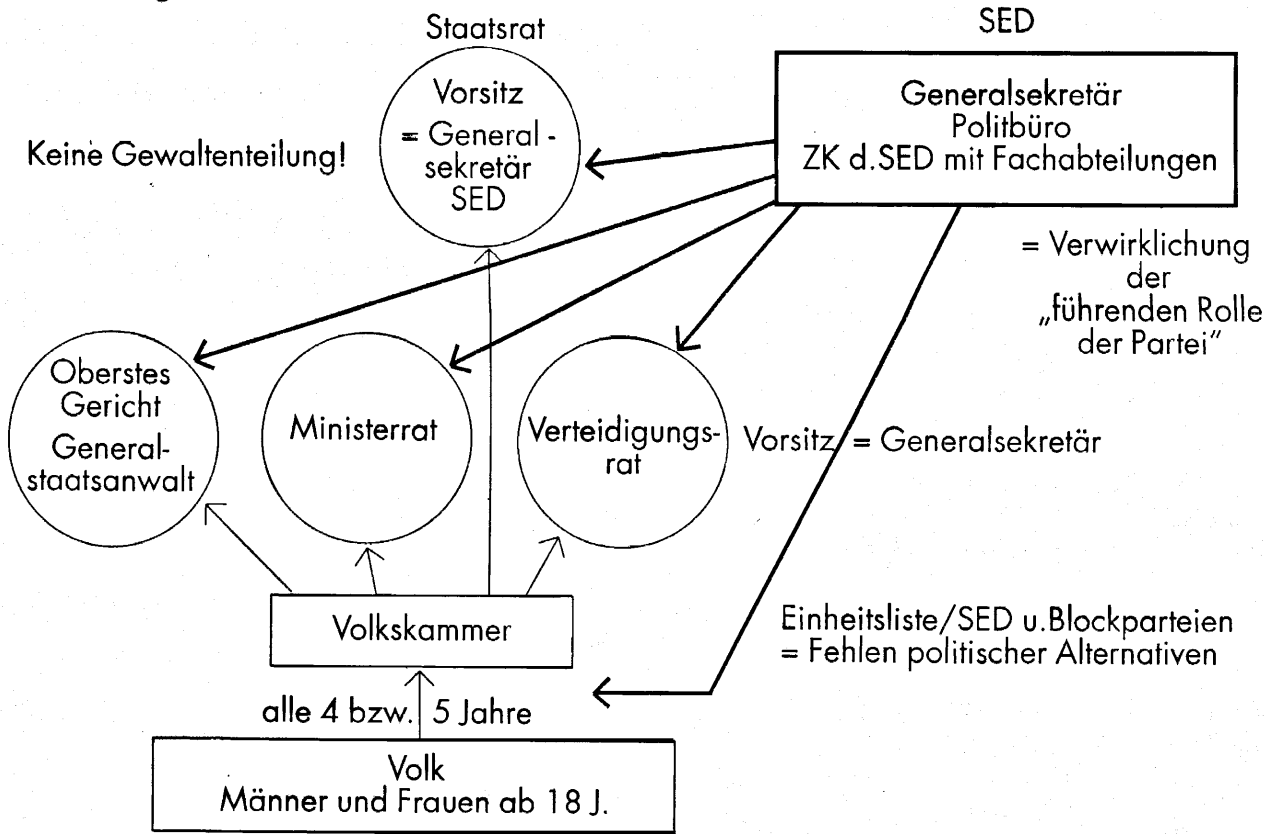 Staatsrat
SED
Vorsitz
= General-
sekretär
SED
Generalsekretär
Politbüro
ZK d.SED mit Fachabteilungen
Keine Gewaltenteilung!
= Verwirklichung
der
„führenden Rolle
der Partei“
Oberstes
Gericht
General-
staatsanwalt
Ministerrat
Verteidigungs-
rat
Vorsitz = Generalsekretär
Volkskammer
Einheitsliste/SED u.Blockparteien
= Fehlen politischer Alternativen
alle 4 bzw. 5 Jahre
Volk
Männer und Frauen ab 18 J.